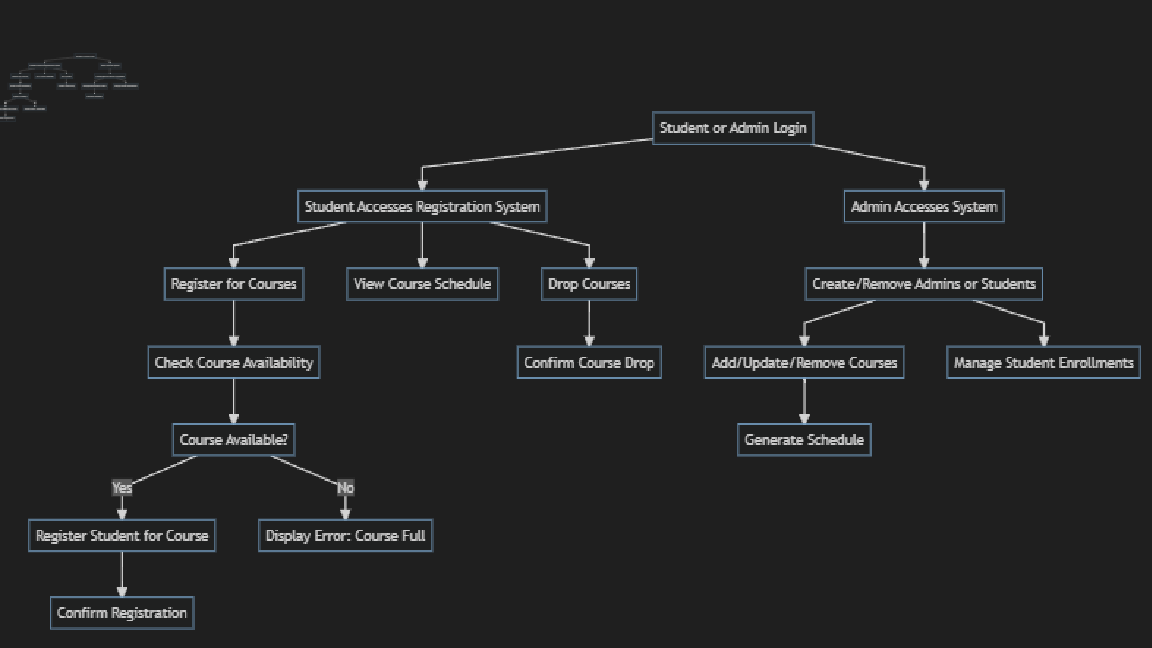 Student or Admin Login
Student Accesses Registration System
Admin Accesses System
Register for Courses
View Course Schedule
Drop Courses
Create/Remove Admins or Students
Check Course Availability
Confirm Course Drop
Add/Update/Remove Courses
Manage Student Enrollments
Course Available?
Generate Schedule
Yes
No
Register Student for Course
Display Error: Course Full
Confirm Registration